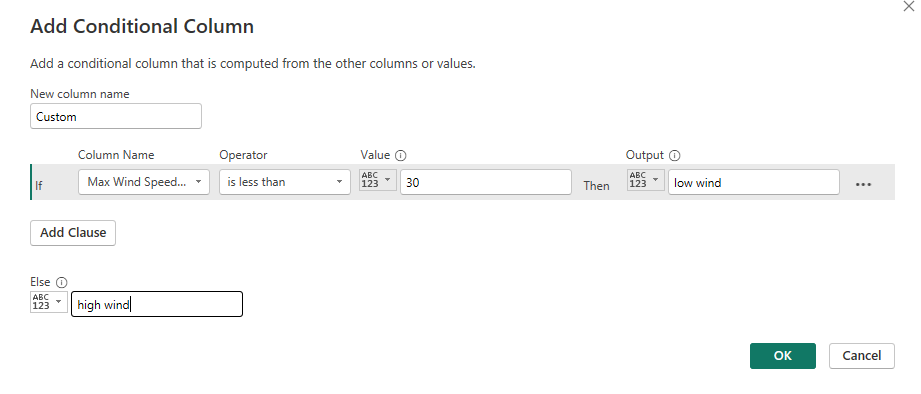 Add Conditional Column
Add a conditional column that is computed from the other columns or values.
New column name
Custom
Column Name Operator Value Output
If Max Wind Speed... is less than ABC 123 30 Then ABC 123 low wind ...
Add Clause
Else
ABC 123 high wind
OK Cancel